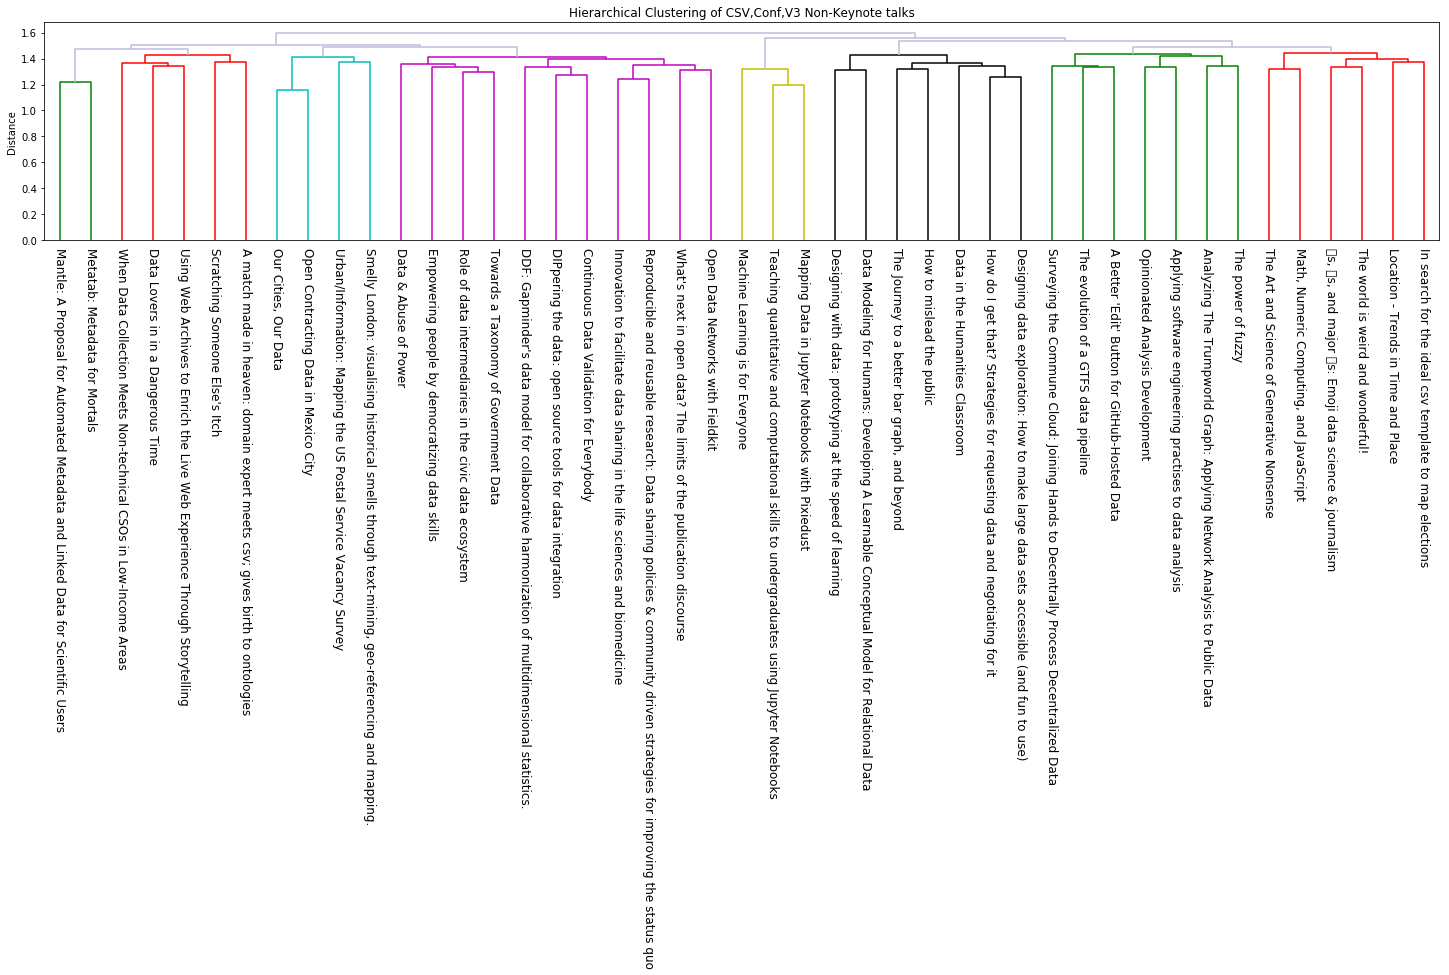 Hierarchical Clustering of CSV,Conf,V3 Non-Keynote talks
Distance
1.6
1.4
1.2
1.0
0.8
0.6
0.4
0.2
0.0
Mantle: A Proposal for Automated Metadata and Linked Data for Scientific Users
Metatab: Metadata for Mortals
When Data Collection Meets Non-technical CSOs in Low-Income Areas
Data Lovers in in a Dangerous Time
Using Web Archives to Enrich the Live Web Experience Through Storytelling
Scratching Someone Else's Itch
A match made in heaven: domain expert meets csv; gives birth to ontologies
Our Cities, Our Data
Open Contracting Data in Mexico City
Urban/Information: Mapping the US Postal Service Vacancy Survey
Smelly London: visualising historical smells through text-mining, geo-referencing and mapping.
Data & Abuse of Power
Empowering people by democratizing data skills
Role of data intermediaries in the civic data ecosystem
Towards a Taxonomy of Government Data
DDF: Gapminder's data model for collaborative harmonization of multidimensional statistics.
DIPpering the data: open source tools for data integration
Continuous Data Validation for Everybody
Innovation to facilitate data sharing in the life sciences and biomedicine
Reproducible and reusable research: Data sharing policies & community driven strategies for improving the status quo
What's next in open data? The limits of the publication discourse
Open Data Networks with Fieldkit
Machine Learning is for Everyone
Teaching quantitative and computational skills to undergraduates using Jupyter Notebooks
Mapping Data in Jupyter Notebooks with Pixiedust
Designing with data: prototyping at the speed of learning
Data Modeling for Humans: Developing A Learnable Conceptual Model for Relational Data
The Journey to a better bar graph, and beyond
How to mislead the public
Data in the Humanities Classroom
How do I get that? Strategies for requesting data and negotiating for it
Designing data exploration: How to make large data sets accessible (and fun to use)
Surveying the Commune Cloud: Joining Hands to Decentrally Process Decentralized Data
The evolution of a GTFS data pipeline
A Better 'Edit' Button for GitHub-Hosted Data
Opinionated Analysis Development
Applying software engineering practises to data analysis
Analyzing The Trumpworld Graph: Applying Network Analysis to Public Data
The power of fuzzy
The Art and Science of Generative Nonsense
Math, Numeric Computing, and JavaScript
▯s, ▯s, and major ▯s: Emoji data science & journalism
The world is weird and wonderful!
Location - Trends in Time and Place
In search for the ideal csv template to map elections